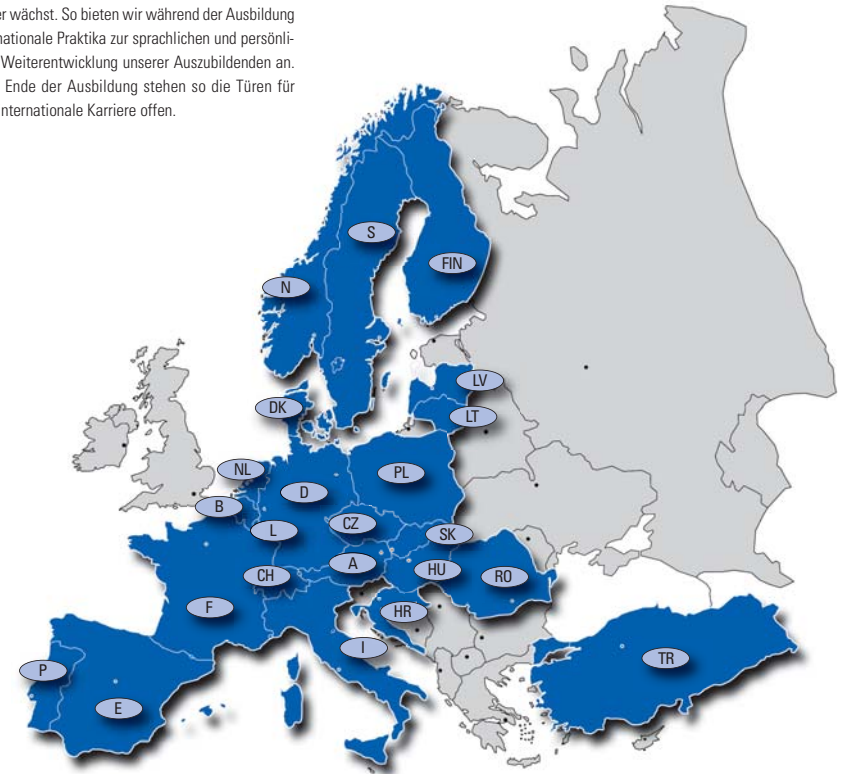 er wächst. So bieten wir während der Ausbildung
nationale Praktika zur sprachlichen und persönli-
Weiterentwicklung unserer Auszubildenden an.
Ende der Ausbildung stehen so die Türen für
internationale Karriere offen.
S
FIN
N
LV
DK
LT
NL
PL
D
B
CZ
L
SK
A
HU
CH
RO
F
HR
I
TR
P
E